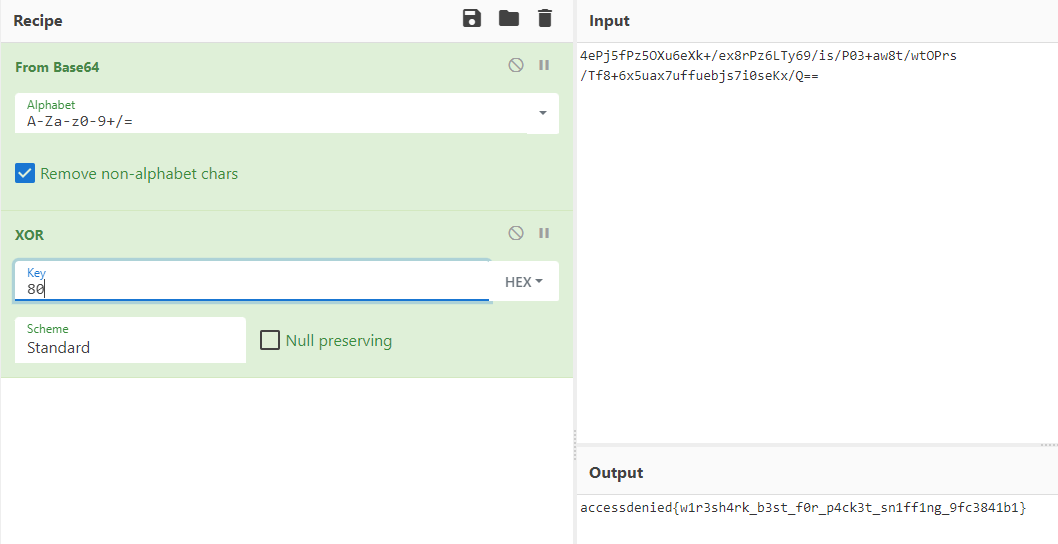 Recipe
From Base64
Alphabet
A-Za-z0-9+/=
Remove non-alphabet chars
XOR
Key
80
HEX
Scheme
Standard
Null preserving
Input
4ePj5fPz5OXu6eXk+/ex8rPz6LTy69/is/P03+aw8t/wtOPrs
/Tf8+6x5uax7uffuebjs7i0seKx/Q==
Output
accessdenied{w1r3sh4rk_b3st_f0r_p4ck3t_sn1ff1ng_9fc3841b1}